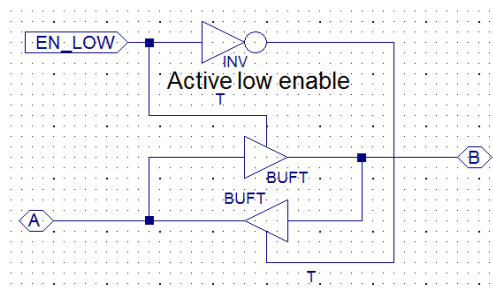 EN_LOW
INV
Active low enable
T
B
BUFT
BUFT
A
T